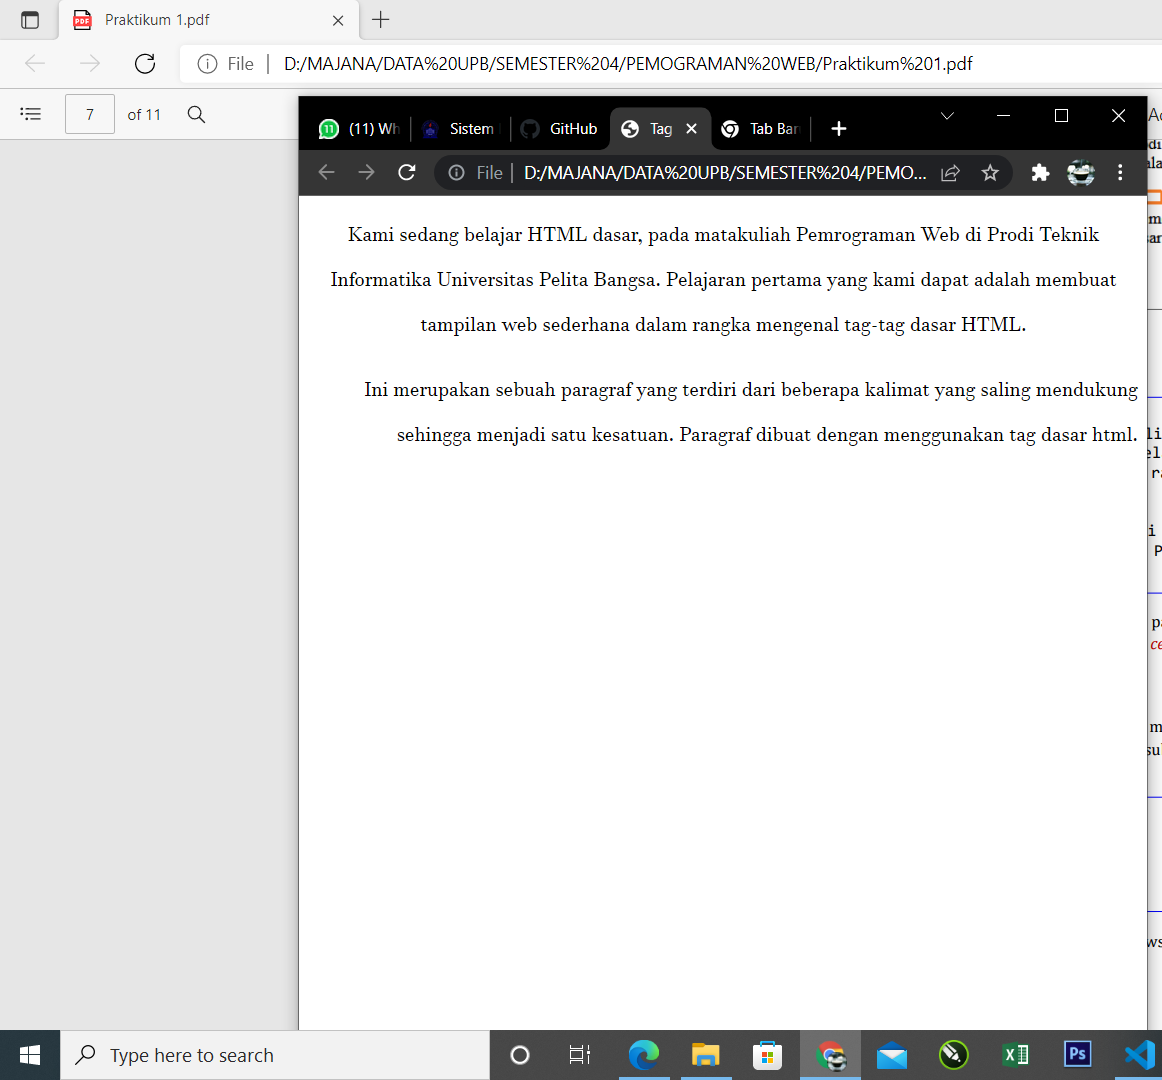 Praktikum 1.pdf
File D:/MAJANA/DATA%20UPB/SEMESTER%204/PEMOGRAMAN%20WEB/Praktikum%201.pdf
7 of 11
(11) Wh Sistem GitHub Tag Tab Bar
File D:/MAJANA/DATA%20UPB/SEMESTER%204/PEMO...
Kami sedang belajar HTML dasar, pada matakuliah Pemrograman Web di Prodi Teknik
Informatika Universitas Pelita Bangsa. Pelajaran pertama yang kami dapat adalah membuat
tampilan web sederhana dalam rangka mengenal tag-tag dasar HTML.
Ini merupakan sebuah paragraf yang terdiri dari beberapa kalimat yang saling mendukung
sehingga menjadi satu kesatuan. Paragraf dibuat dengan menggunakan tag dasar html.
Type here to search
Ps